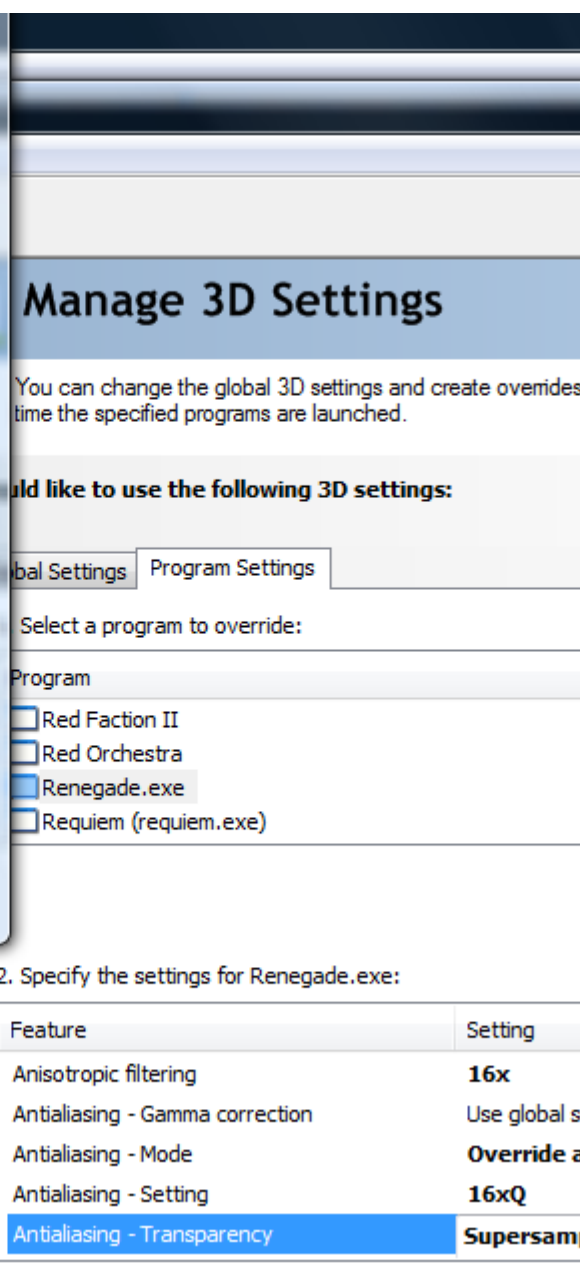 Manage 3D Settings
You can change the global 3D settings and create overrides
time the specified programs are launched.
uld like to use the following 3D settings:
bal Settings Program Settings
Select a program to override:
Program
Red Faction II
Red Orchestra
Renegade.exe
Requiem (requiem.exe)
2. Specify the settings for Renegade.exe:
Feature Setting
Anisotropic filtering 16x
Antialiasing - Gamma correction Use global s
Antialiasing - Mode Override a
Antialiasing - Setting 16xQ
Antialiasing - Transparency Supersamp